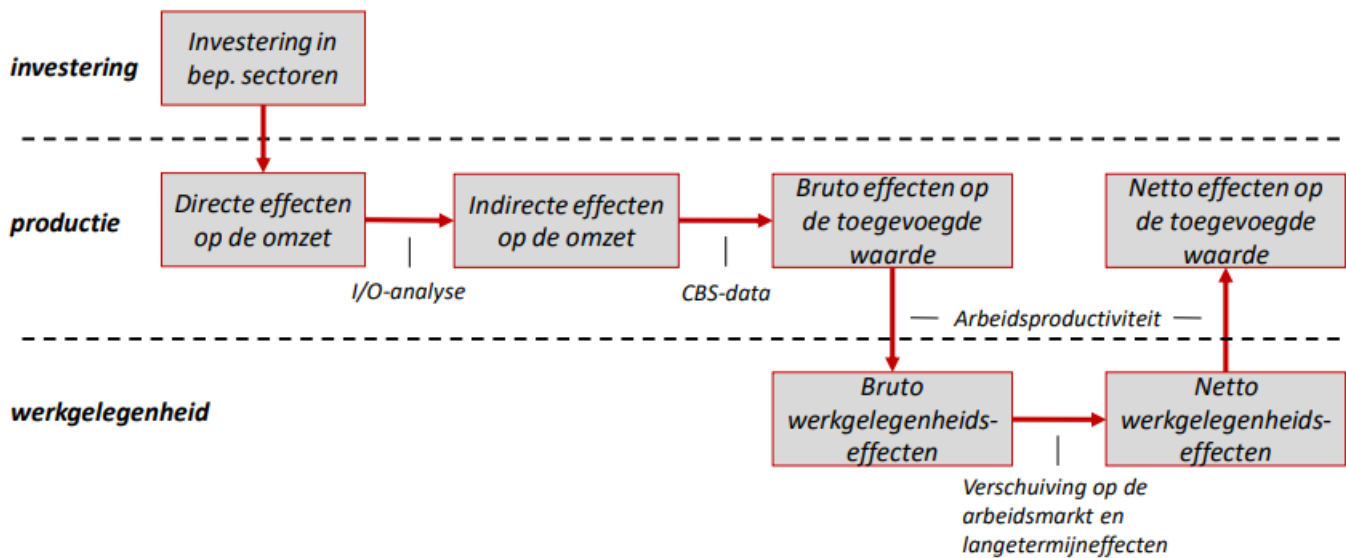 investering
Investering in
bep. sectoren
productie
Directe effecten
op de omzet
I/O-analyse
Indirecte effecten
op de omzet
CBS-data
Bruto effecten op
de toegevoegde
waarde
Netto effecten op
de toegevoegde
waarde
Arbeidsproductiviteit
werkgelegenheid
Bruto
werkgelegenheids-
effecten
Netto
werkgelegenheids-
effecten
Verschuiving op de
arbeidsmarkt en
langetermijneffecten